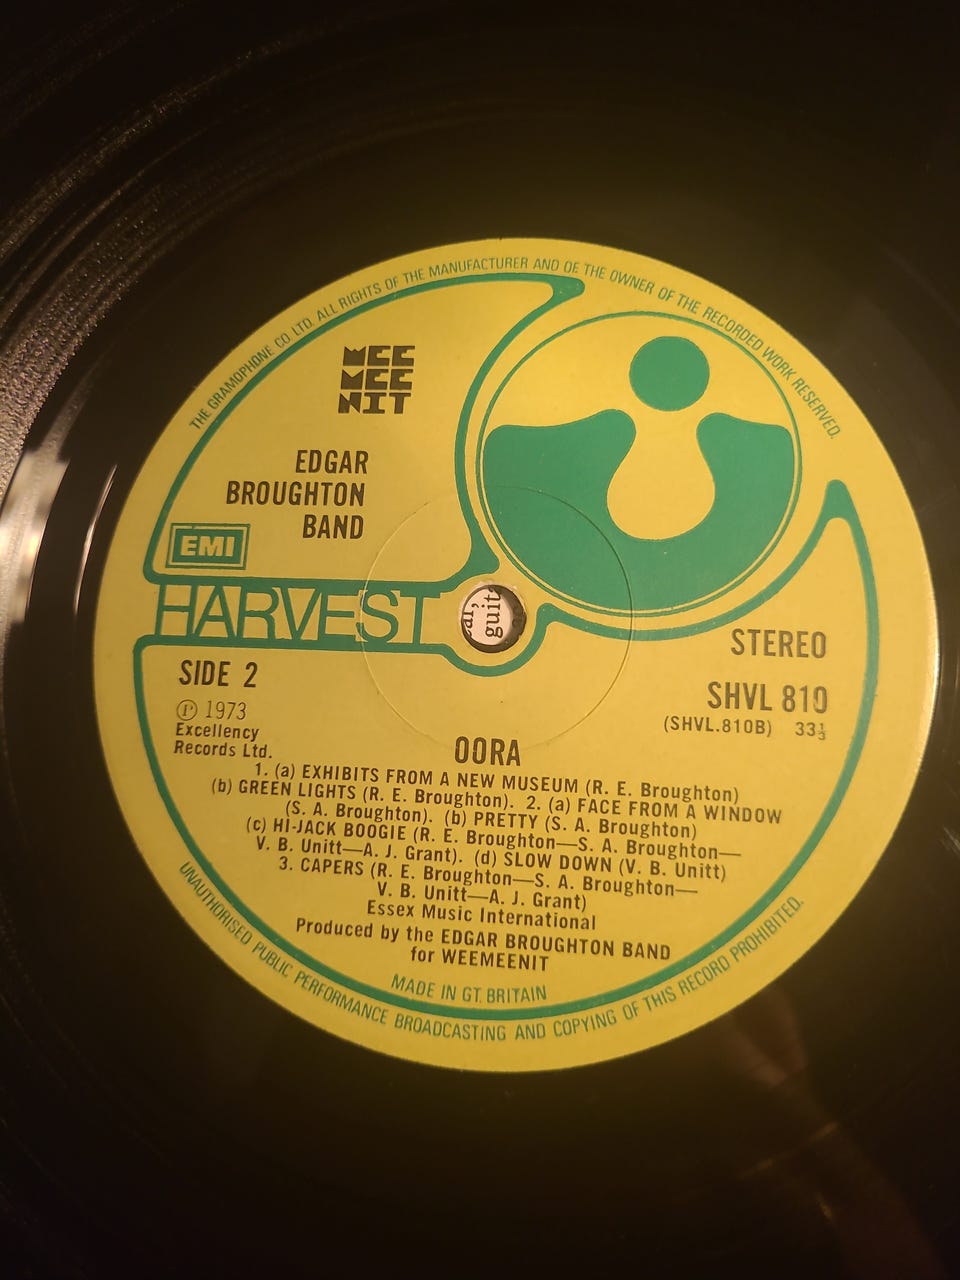 THE GRAMOPHONE CO. LTD. ALL RIGHTS OF THE MANUFACTURER AND OF THE OWNER OF THE RECORDED WORK RESERVED.
MEE
MEE
NIT
EDGAR
BROUGHTON
BAND
EMI
HARVEST
guit
STEREO
SIDE 2
SHVL 810
(SHVL.810B) 33⅓
Ⓟ 1973
Excellency
Records Ltd.
OORA
1. (a) EXHIBITS FROM A NEW MUSEUM (R. E. Broughton)
(b) GREEN LIGHTS (R. E. Broughton). 2. (a) FACE FROM A WINDOW
(S. A. Broughton). (b) PRETTY (S. A. Broughton)
(c) HI-JACK BOOGIE (R. E. Broughton—S. A. Broughton—
V. B. Unitt—A. J. Grant). (d) SLOW DOWN (V. B. Unitt)
3. CAPERS (R. E. Broughton—S. A. Broughton—
V. B. Unitt—A. J. Grant)
Essex Music International
Produced by the EDGAR BROUGHTON BAND
for WEEMEENIT
MADE IN GT. BRITAIN
UNAUTHORISED PUBLIC PERFORMANCE BROADCASTING AND COPYING OF THIS RECORD PROHIBITED.